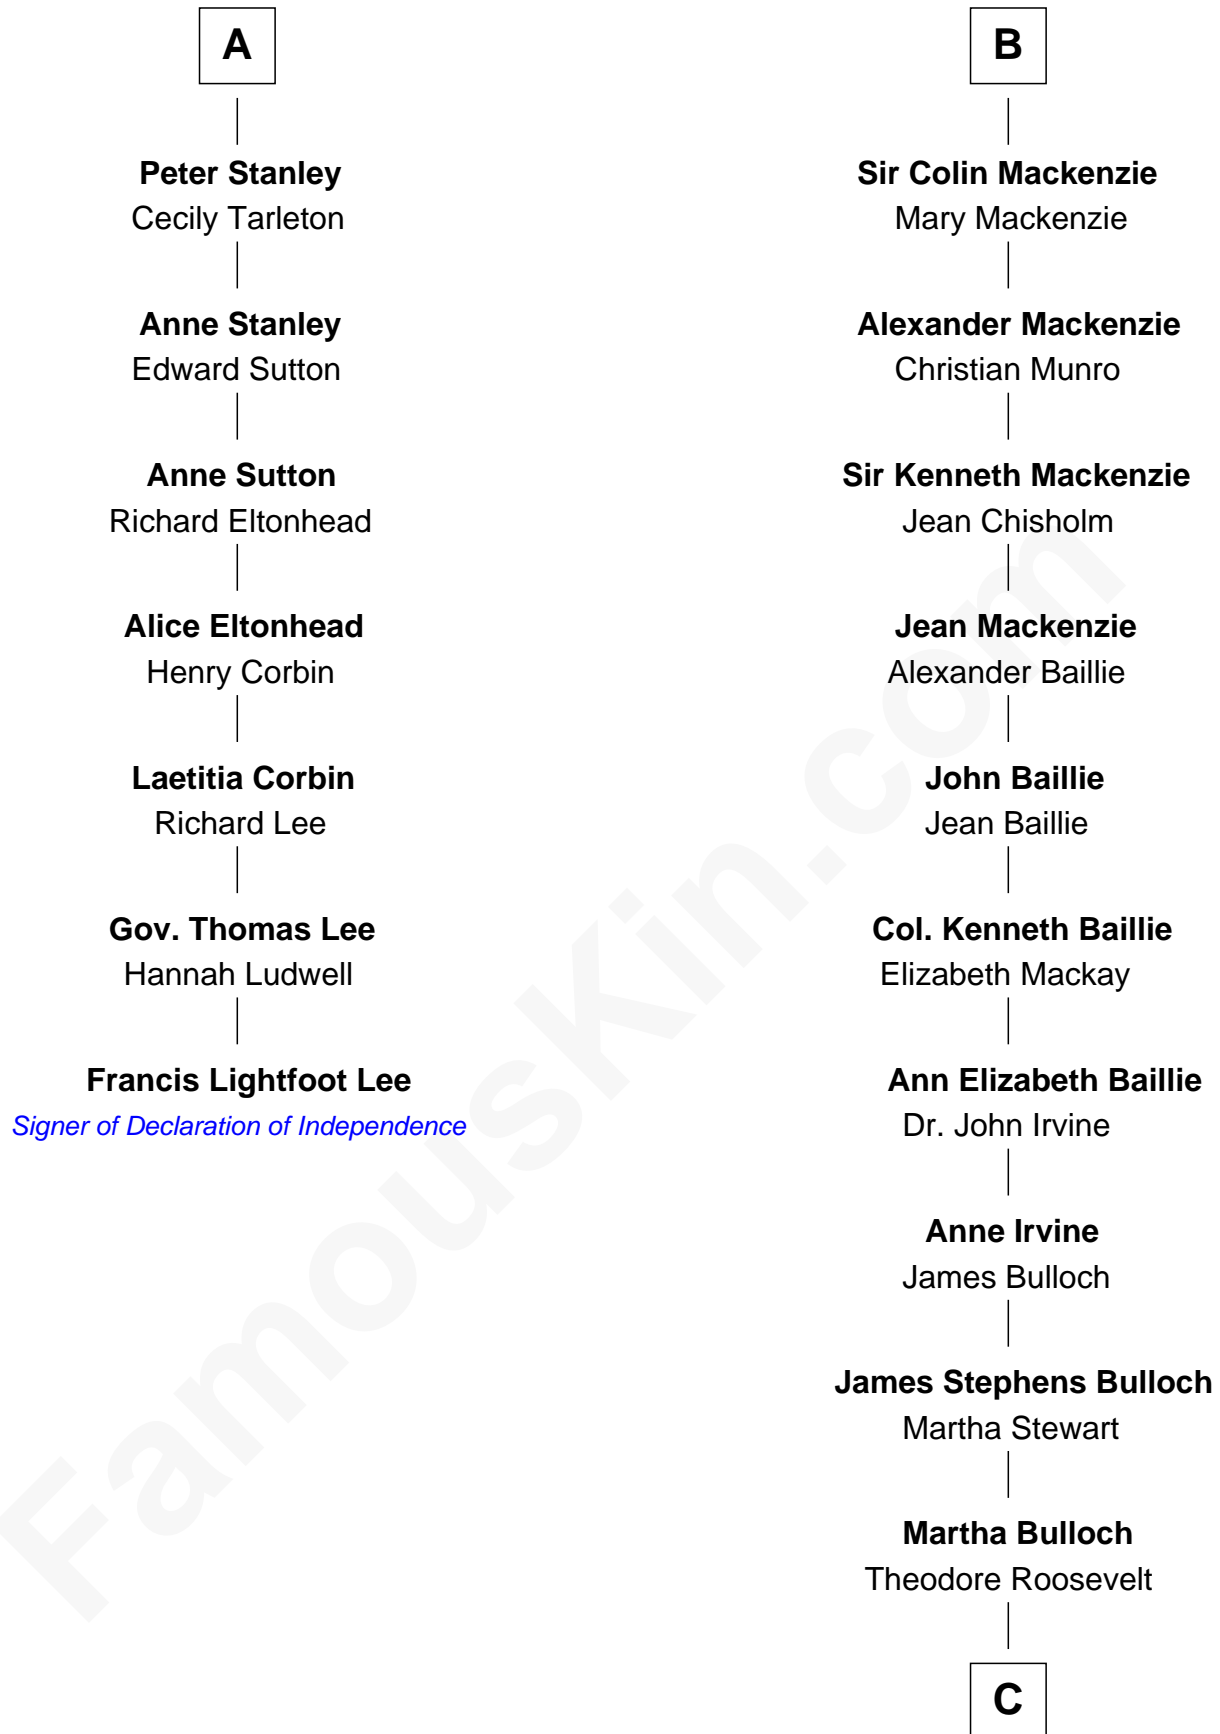 A
Peter Stanley
Cecily Tarleton
Anne Stanley
Edward Sutton
Anne Sutton
Richard Eltonhead
Alice Eltonhead
Henry Corbin
Laetitia Corbin
Richard Lee
Gov. Thomas Lee
Hannah Ludwell
Francis Lightfoot Lee
Signer of Declaration of Independence
B
Sir Colin Mackenzie
Mary Mackenzie
Alexander Mackenzie
Christian Munro
Sir Kenneth Mackenzie
Jean Chisholm
Jean Mackenzie
Alexander Baillie
John Baillie
Jean Baillie
Col. Kenneth Baillie
Elizabeth Mackay
Ann Elizabeth Baillie
Dr. John Irvine
Anne Irvine
James Bulloch
James Stephens Bulloch
Martha Stewart
Martha Bulloch
Theodore Roosevelt
C
FamousKin.com